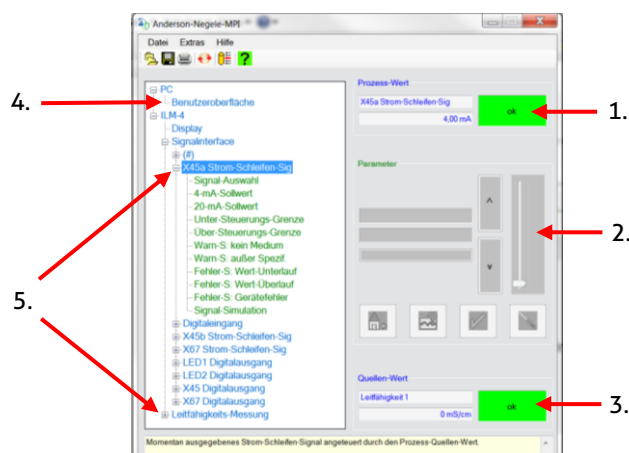 Anderson-Negele-MPI
Datei Extras Hilfe
PC
Benutzeroberfläche
ILM-4
Display
Signalinterface
(#)
X45a Strom-Schleifen-Sig
Signal-Auswahl
4-mA-Sollwert
20-mA-Sollwert
Unter-Steuerungs-Grenze
Über-Steuerungs-Grenze
Warn-S: kein Medium
Warn-S: außer Spezif.
Fehler-S: Wert-Unterlauf
Fehler-S: Wert-Überlauf
Fehler-S: Gerätefehler
Signal-Simulation
Digitaleingang
X45b Strom-Schleifen-Sig
X67 Strom-Schleifen-Sig
LED1 Digitalausgang
LED2 Digitalausgang
X45 Digitalausgang
X67 Digitalausgang
Leitfähigkeits-Messung
Prozess-Wert
X45a Strom-Schleifen-Sig
4,00 mA
ok
Parameter
Quellen-Wert
Leitfähigkeit 1
0 mS/cm
ok
Momentan ausgegebenes Strom-Schleifen-Signal angesteuert durch den Prozess-Quellen-Wert.
1.
2.
3.
4.
5.